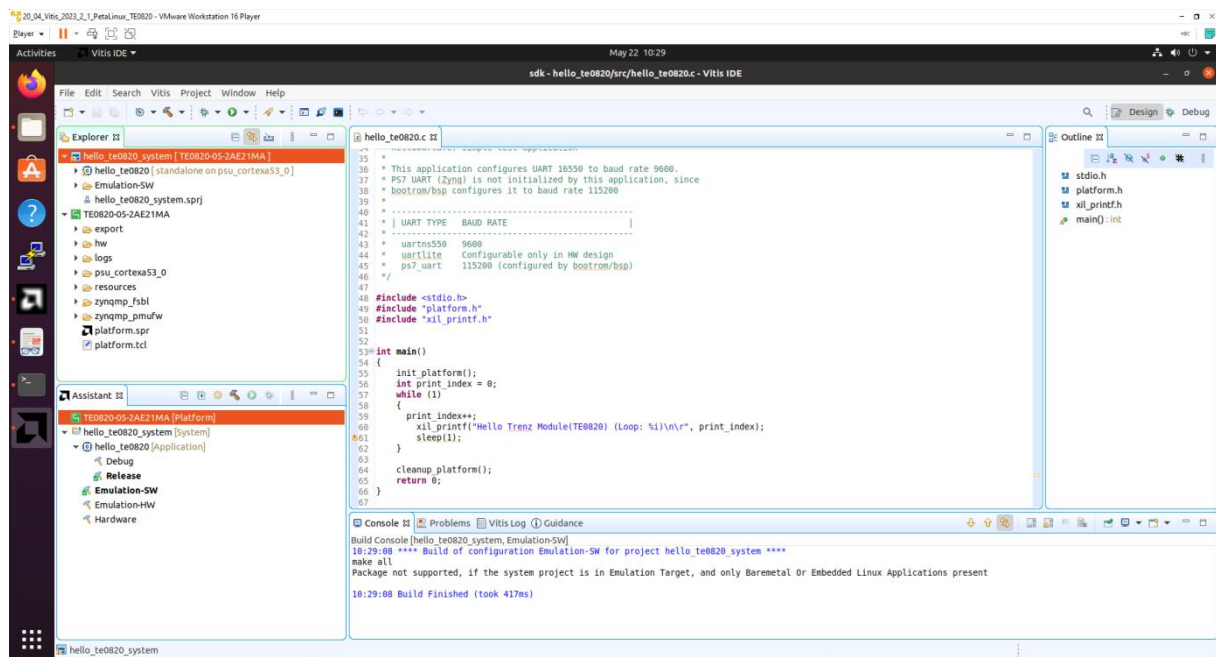 20_04_Vitis_2023_2_1_PetaLinux_TE0820 - VMware Workstation 16 Player
Player
Activities Vitis IDE May 22 10:29
sdk - hello_te0820/src/hello_te0820.c - Vitis IDE
File Edit Search Vitis Project Window Help
Design Debug
Explorer
hello_te0820_system [ TE0820-05-2AE21MA ]
hello_te0820 [ standalone on psu_cortexa53_0 ]
Emulation-SW
hello_te0820_system.sprj
TE0820-05-2AE21MA
export
hw
logs
psu_cortexa53_0
resources
zynqmp_fsbl
zynqmp_pmufw
platform.spr
platform.tcl
Assistant
TE0820-05-2AE21MA [Platform]
hello_te0820_system [System]
hello_te0820 [Application]
Debug
Release
Emulation-SW
Emulation-HW
Hardware
hello_te0820.c
35 *
36 * This application configures UART 16550 to baud rate 9600.
37 * PS7 UART (Zynq) is not initialized by this application, since
38 * bootrom/bsp configures it to baud rate 115200
39 *
40 * ------------------------------------------------
41 * | UART TYPE BAUD RATE |
42 * ------------------------------------------------
43 * uartns550 9600
44 * uartlite Configurable only in HW design
45 * ps7_uart 115200 (configured by bootrom/bsp)
46 */
47
48 #include <stdio.h>
49 #include "platform.h"
50 #include "xil_printf.h"
51
52
53 int main()
54 {
55 init_platform();
56 int print_index = 0;
57 while (1)
58 {
59 print_index++;
60 xil_printf("Hello Trenz Module(TE0820) (Loop: %i)\n\r", print_index);
61 sleep(1);
62 }
63
64 cleanup_platform();
65 return 0;
66 }
67
Outline
stdio.h
platform.h
xil_printf.h
main() : int
Console Problems Vitis Log Guidance
Build Console [hello_te0820_system, Emulation-SW]
10:29:08 **** Build of configuration Emulation-SW for project hello_te0820_system ****
make all
Package not supported, if the system project is in Emulation Target, and only Baremetal Or Embedded Linux Applications present
10:29:08 Build Finished (took 417ms)
hello_te0820_system